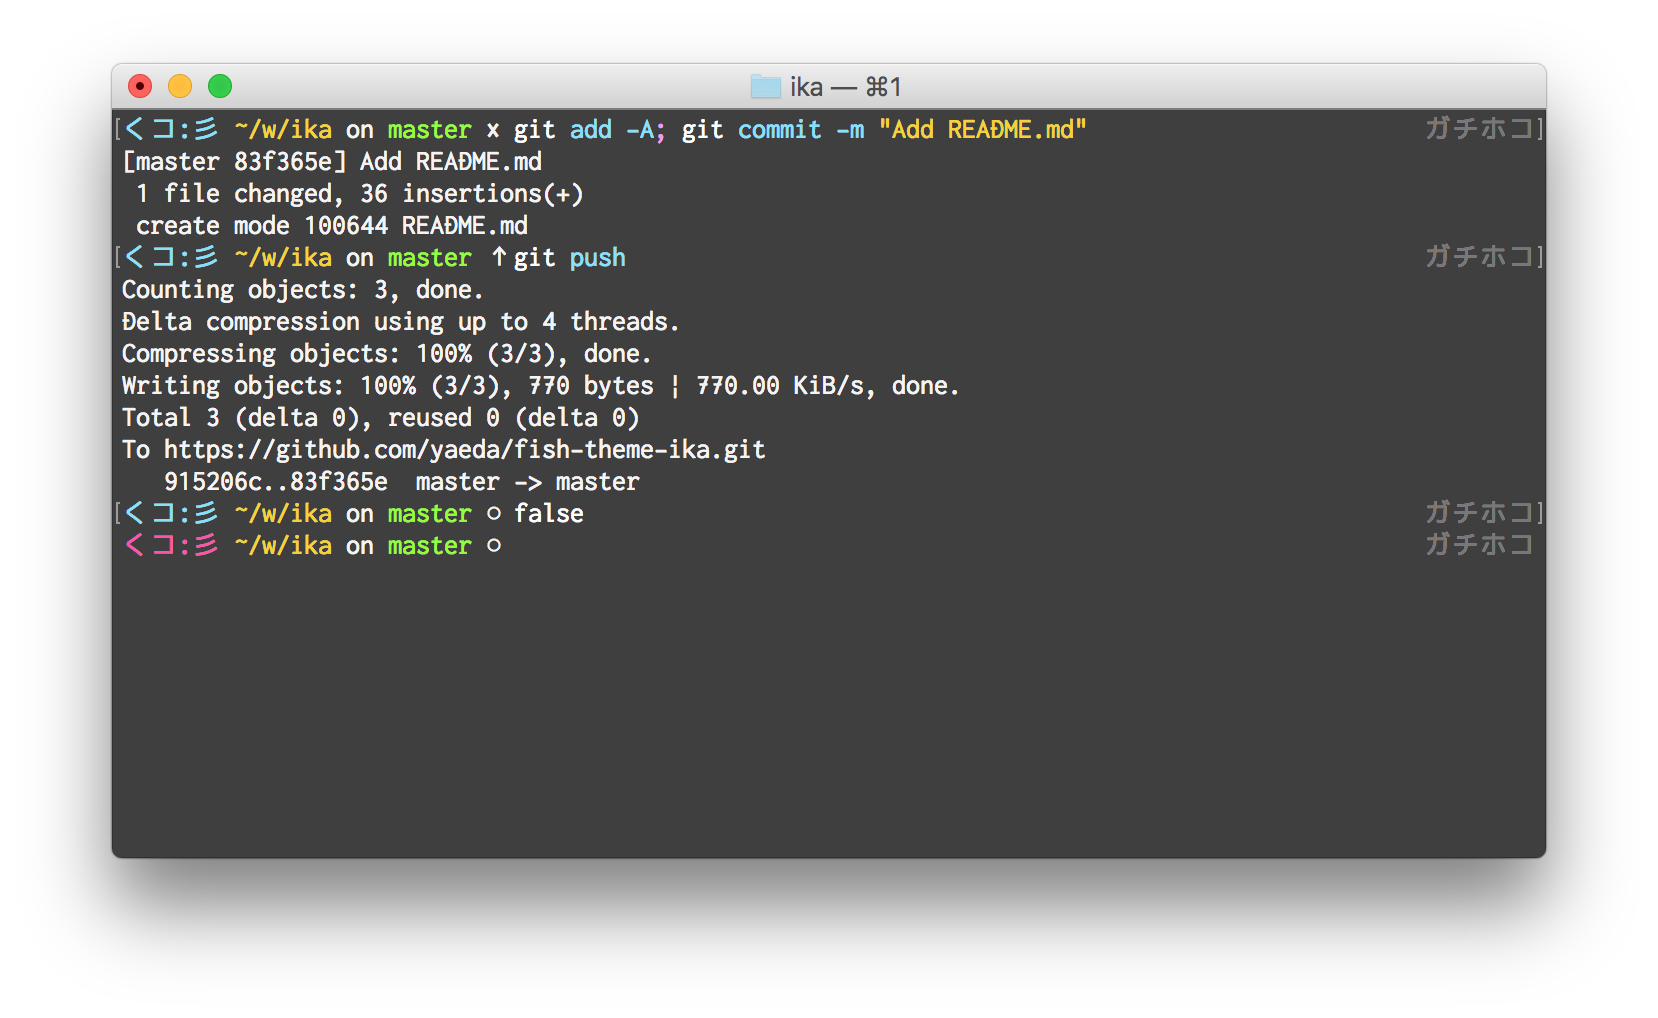 ika — ⌘1
[くコ:彡 ~/w/ika on master × git add -A; git commit -m "Add README.md" ガチホコ]
[master 83f365e] Add README.md
1 file changed, 36 insertions(+)
create mode 100644 README.md
[くコ:彡 ~/w/ika on master ↑git push ガチホコ]
Counting objects: 3, done.
Delta compression using up to 4 threads.
Compressing objects: 100% (3/3), done.
Writing objects: 100% (3/3), 770 bytes | 770.00 KiB/s, done.
Total 3 (delta 0), reused 0 (delta 0)
To https://github.com/yaeda/fish-theme-ika.git
915206c..83f365e master -> master
[くコ:彡 ~/w/ika on master ○ false ガチホコ]
くコ:彡 ~/w/ika on master ○ ガチホコ